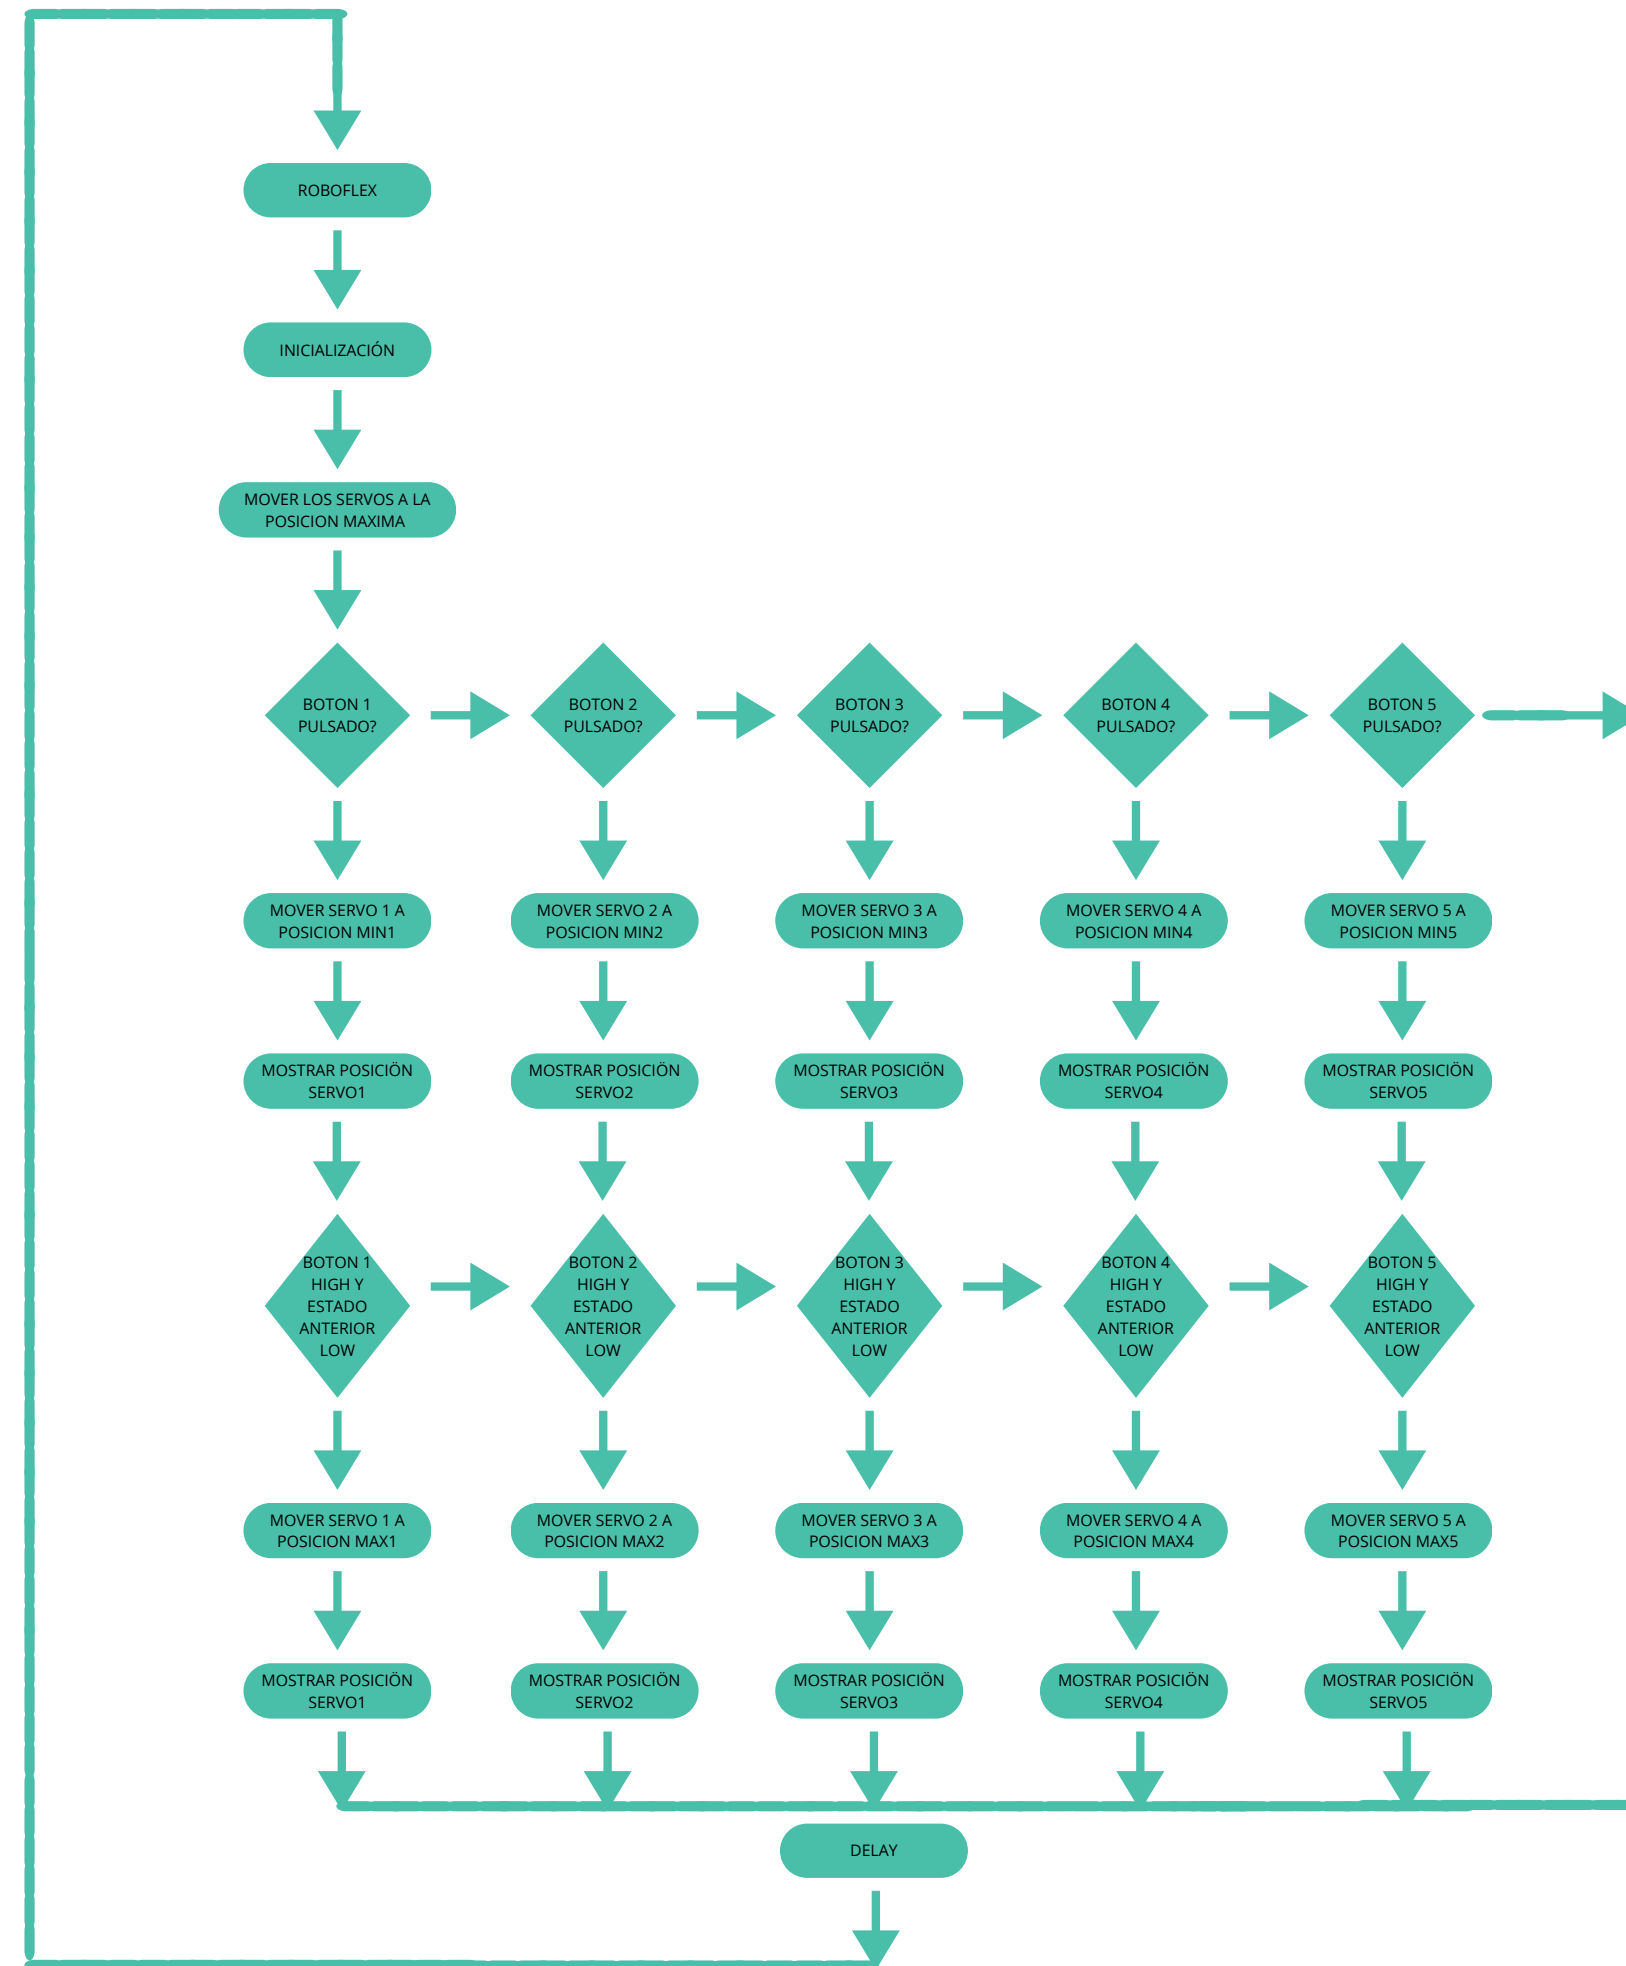 ROBOFLEX
INICIALIZACIÓN
MOVER LOS SERVOS A LA
POSICION MAXIMA
BOTON 1
PULSADO?
BOTON 2
PULSADO?
BOTON 3
PULSADO?
BOTON 4
PULSADO?
BOTON 5
PULSADO?
MOVER SERVO 1 A
POSICION MIN1
MOVER SERVO 2 A
POSICION MIN2
MOVER SERVO 3 A
POSICION MIN3
MOVER SERVO 4 A
POSICION MIN4
MOVER SERVO 5 A
POSICION MIN5
MOSTRAR POSICIÖN
SERVO1
MOSTRAR POSICIÖN
SERVO2
MOSTRAR POSICIÖN
SERVO3
MOSTRAR POSICIÖN
SERVO4
MOSTRAR POSICIÖN
SERVO5
BOTON 1
HIGH Y
ESTADO
ANTERIOR
LOW
BOTON 2
HIGH Y
ESTADO
ANTERIOR
LOW
BOTON 3
HIGH Y
ESTADO
ANTERIOR
LOW
BOTON 4
HIGH Y
ESTADO
ANTERIOR
LOW
BOTON 5
HIGH Y
ESTADO
ANTERIOR
LOW
MOVER SERVO 1 A
POSICION MAX1
MOVER SERVO 2 A
POSICION MAX2
MOVER SERVO 3 A
POSICION MAX3
MOVER SERVO 4 A
POSICION MAX4
MOVER SERVO 5 A
POSICION MAX5
MOSTRAR POSICIÖN
SERVO1
MOSTRAR POSICIÖN
SERVO2
MOSTRAR POSICIÖN
SERVO3
MOSTRAR POSICIÖN
SERVO4
MOSTRAR POSICIÖN
SERVO5
DELAY